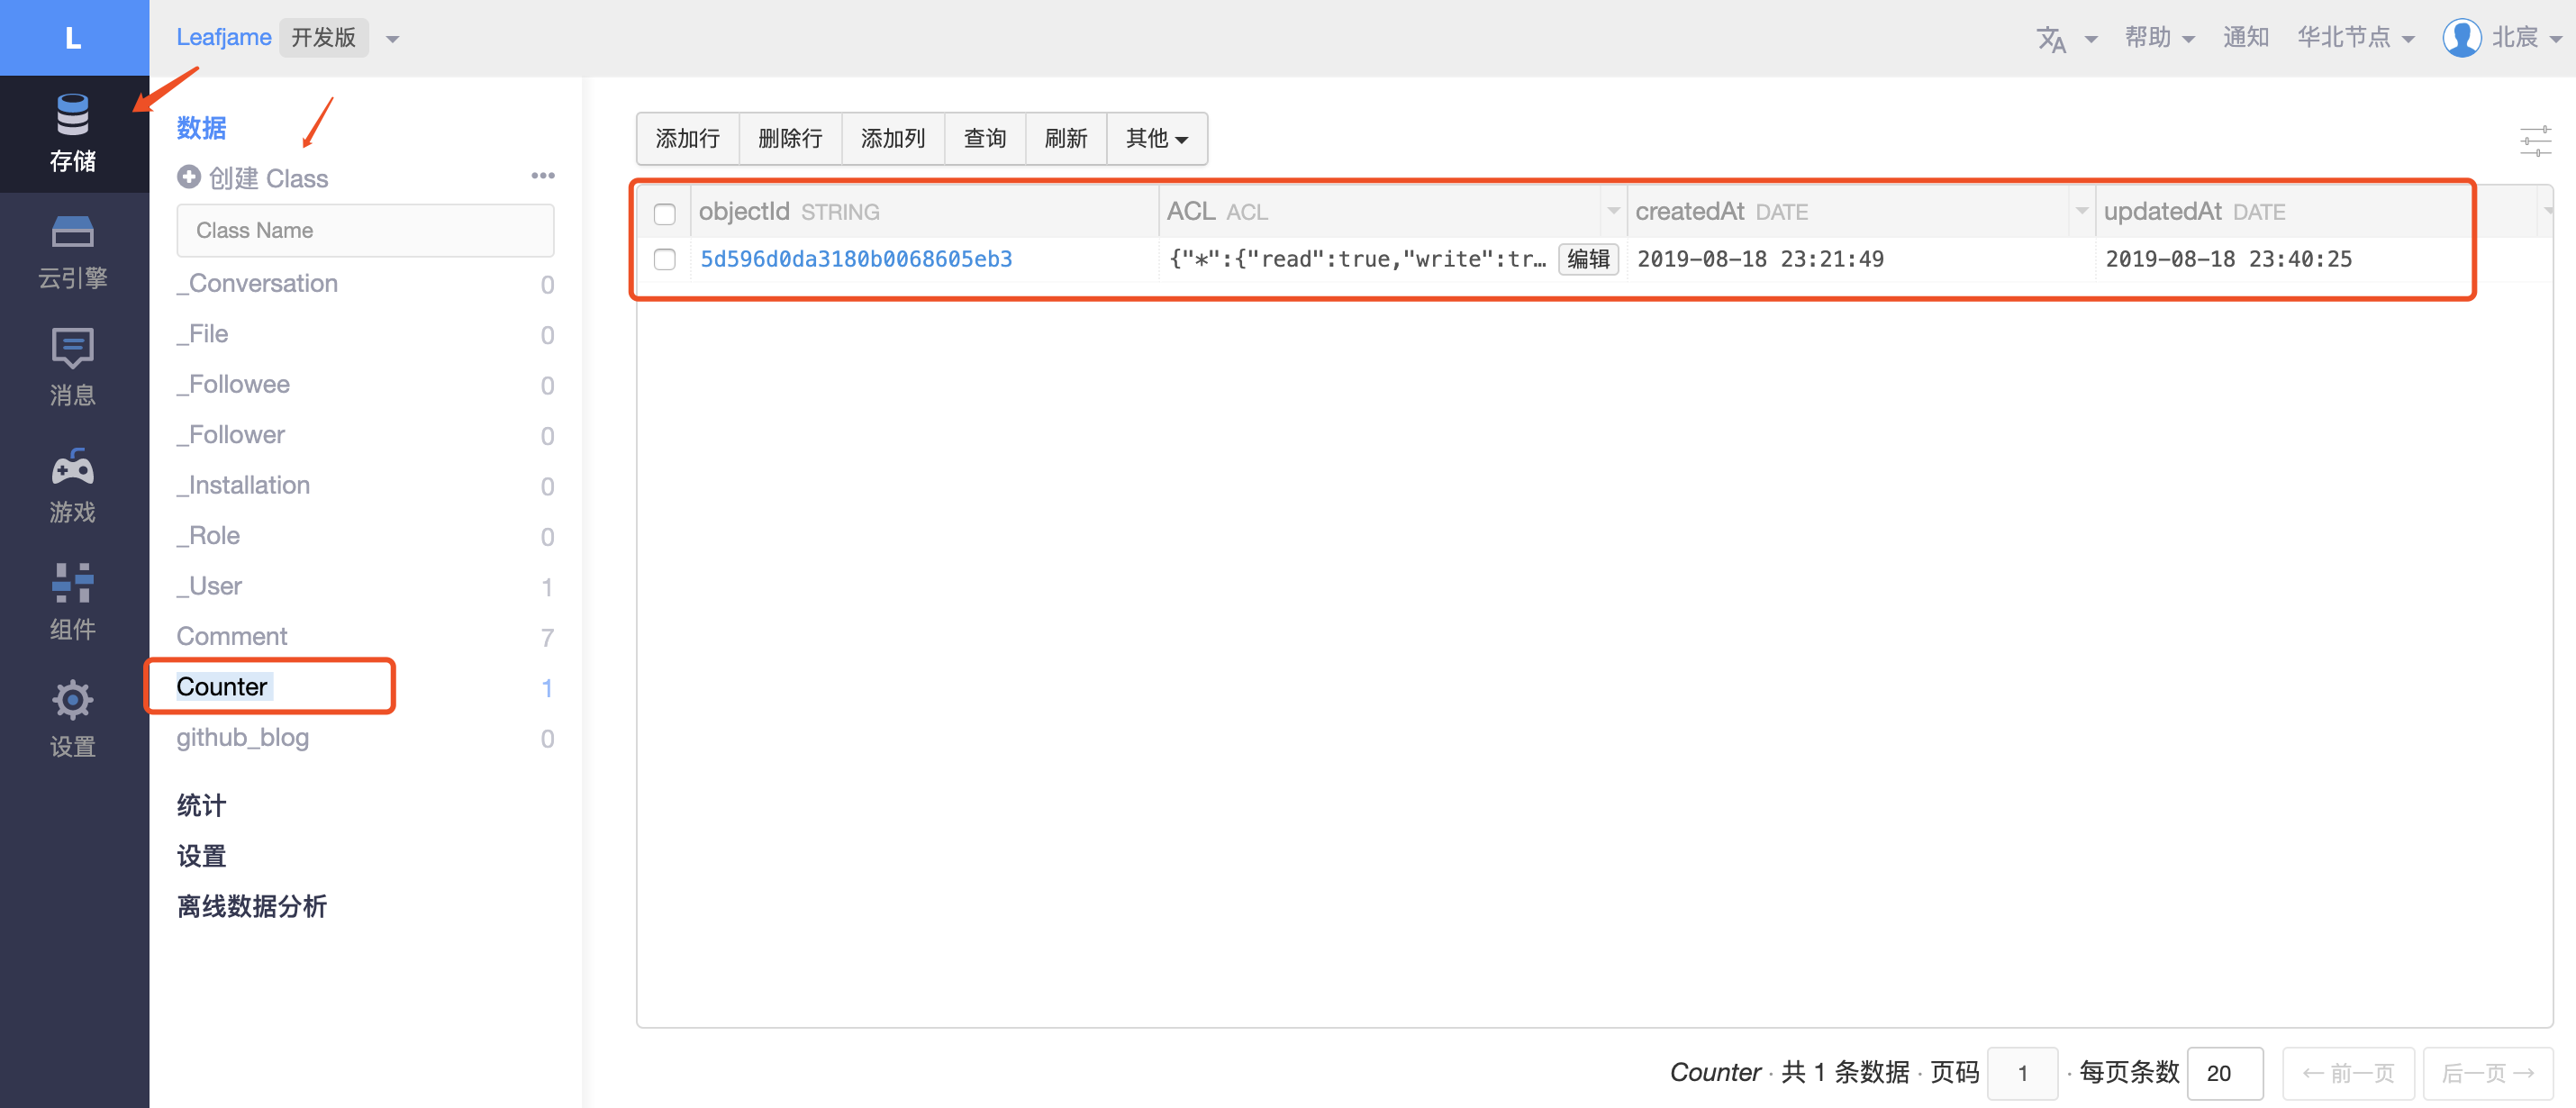 L
Leafjame 开发版
帮助 通知 华北节点 北宸
存储
云引擎
消息
游戏
组件
设置
数据
创建 Class
Class Name
_Conversation 0
_File 0
_Followee 0
_Follower 0
_Installation 0
_Role 0
_User 1
Comment 7
Counter 1
github_blog 0
统计
设置
离线数据分析
添加行 删除行 添加列 查询 刷新 其他
objectId STRING ACL ACL createdAt DATE updatedAt DATE
5d596d0da3180b0068605eb3 {"*":{"read":true,"write":tr... 编辑 2019-08-18 23:21:49 2019-08-18 23:40:25
Counter · 共 1 条数据 · 页码 1 · 每页条数 20 ← 前一页 后一页 →